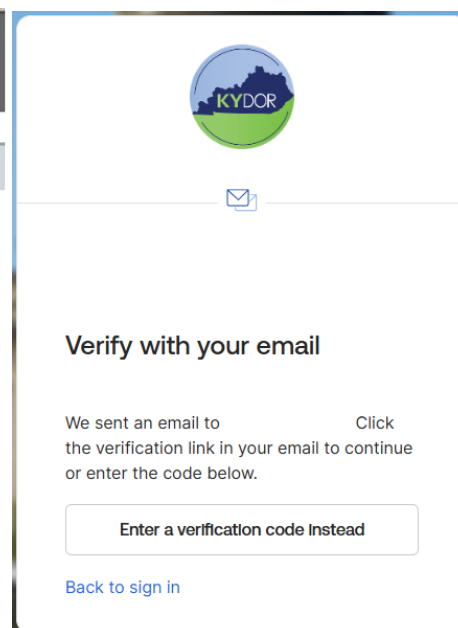 KYDOR
Verify with your email
We sent an email to Click
the verification link in your email to continue
or enter the code below.
Enter a verification code instead
Back to sign in